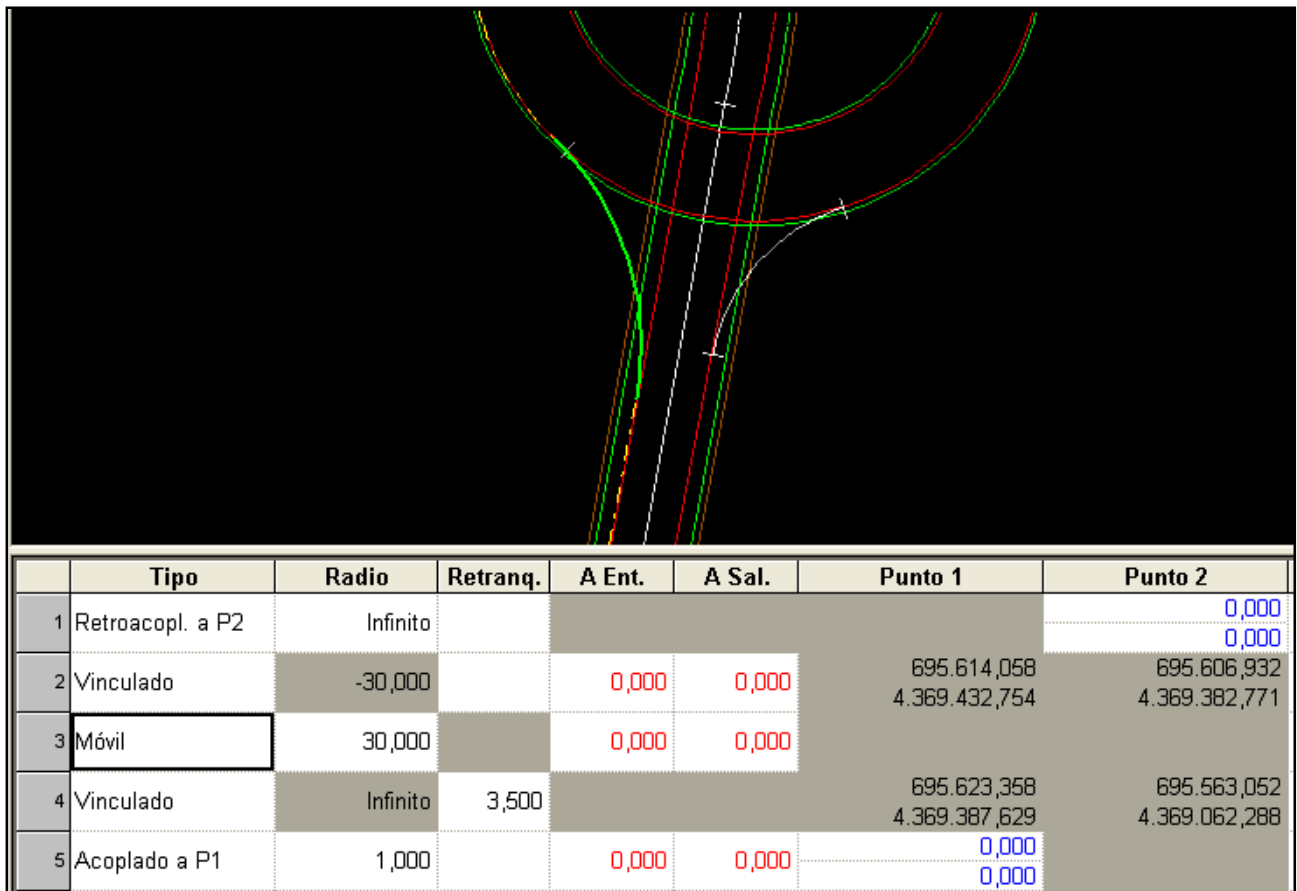 Tipo Radio Retranq. A Ent. A Sal. Punto 1 Punto 2
1 Retroacopl. a P2 Infinito 0,000
0,000
2 Vinculado -30,000 0,000 0,000 695.614,058 695.606,932
4.369.432,754 4.369.382,771
3 Móvil 30,000 0,000 0,000
4 Vinculado Infinito 3,500 695.623,358 695.563,052
4.369.387,629 4.369.062,288
5 Acoplado a P1 1,000 0,000 0,000 0,000
0,000